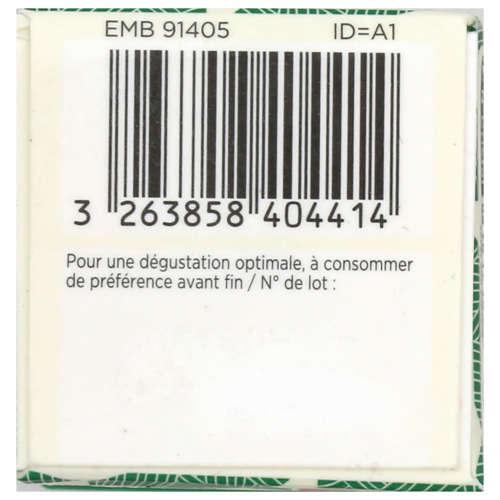 EMB 91405 ID=A1
3 263858 404414
Pour une dégustation optimale, à consommer
de préférence avant fin / N° de lot :